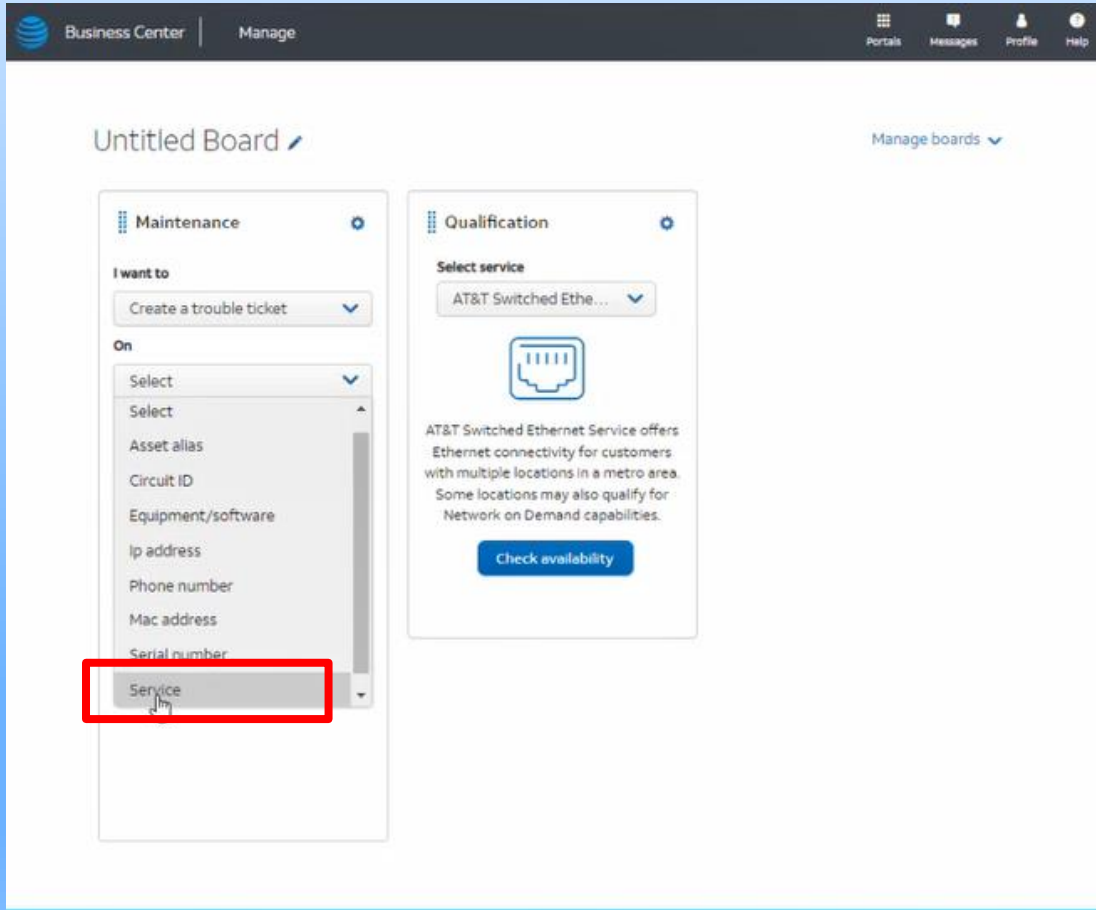 Business Center
Manage
Portals
Messages
Profile
Help
Untitled Board
Manage boards
Maintenance
I want to
Create a trouble ticket
On
Select
Select
Asset alias
Circuit ID
Equipment/software
Ip address
Phone number
Mac address
Serial number
Service
Qualification
Select service
AT&T Switched Ethe...
AT&T Switched Ethernet Service offers
Ethernet connectivity for customers
with multiple locations in a metro area.
Some locations may also qualify for
Network on Demand capabilities.
Check availability